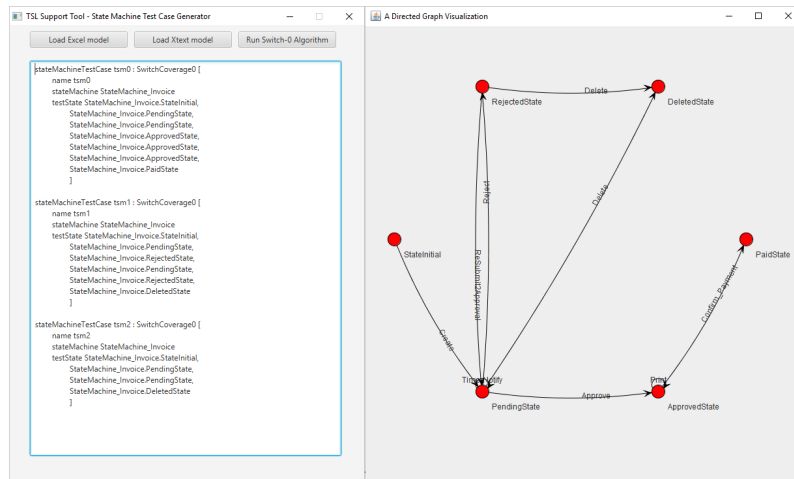 TSL Support Tool - State Machine Test Case Generator
Load Excel model
Load Xtext model
Run Switch-0 Algorithm
stateMachineTestCase tsm0 : SwitchCoverage0 [
name tsm0
stateMachine StateMachine_Invoice
testState StateMachine_Invoice.StateInitial,
StateMachine_Invoice.PendingState,
StateMachine_Invoice.PendingState,
StateMachine_Invoice.ApprovedState,
StateMachine_Invoice.ApprovedState,
StateMachine_Invoice.ApprovedState,
StateMachine_Invoice.PaidState
]
stateMachineTestCase tsm1 : SwitchCoverage0 [
name tsm1
stateMachine StateMachine_Invoice
testState StateMachine_Invoice.StateInitial,
StateMachine_Invoice.PendingState,
StateMachine_Invoice.RejectedState,
StateMachine_Invoice.PendingState,
StateMachine_Invoice.RejectedState,
StateMachine_Invoice.DeletedState
]
stateMachineTestCase tsm2 : SwitchCoverage0 [
name tsm2
stateMachine StateMachine_Invoice
testState StateMachine_Invoice.StateInitial,
StateMachine_Invoice.PendingState,
StateMachine_Invoice.PendingState,
StateMachine_Invoice.DeletedState
]
A Directed Graph Visualization
Delete
RejectedState
DeletedState
Reject
Delete
StateInitial
PaidState
ReSubmit2Approval
Confirm_Payment
Create
Print
PendingState
Approve
ApprovedState